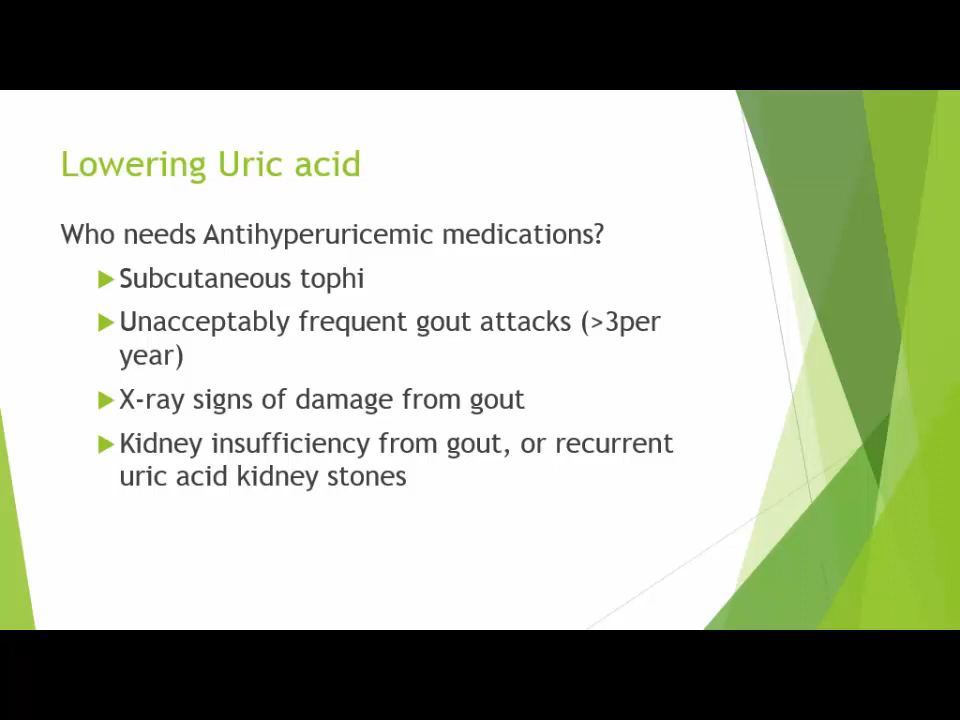 Lowering Uric acid
Who needs Antihyperuricemic medications?
Subcutaneous tophi
Unacceptably frequent gout attacks (>3per
year)
X-ray signs of damage from gout
Kidney insufficiency from gout, or recurrent
uric acid kidney stones